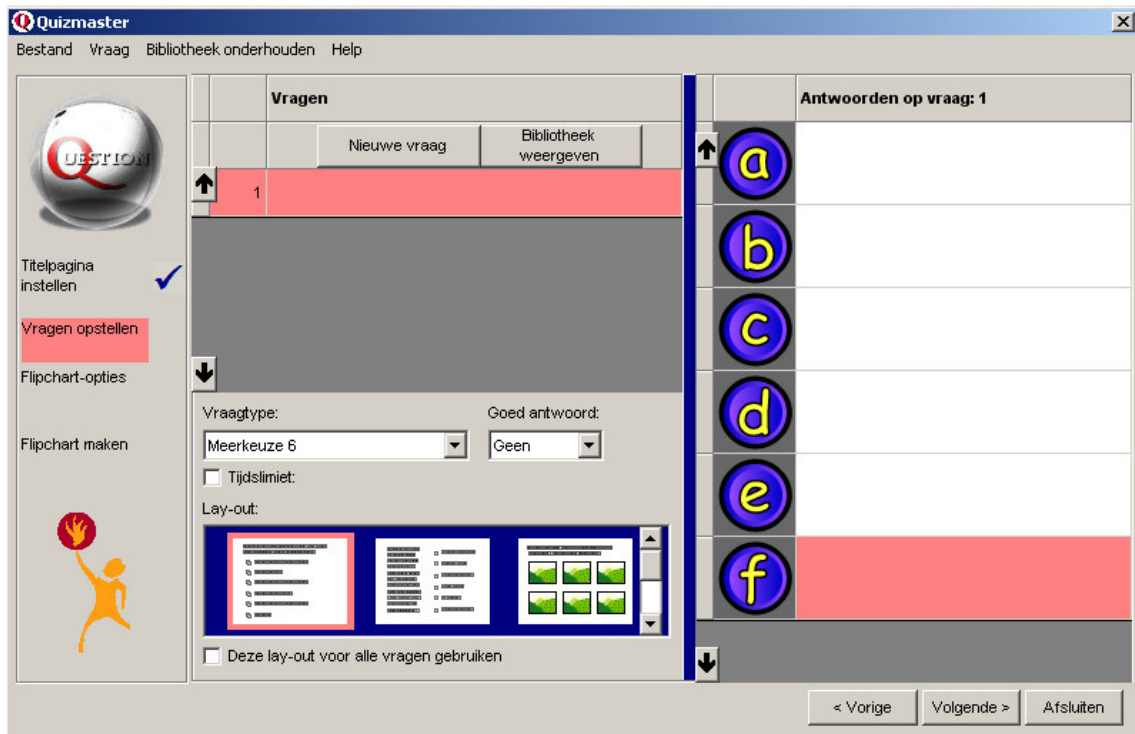 Quizmaster
Bestand Vraag Bibliotheek onderhouden Help
QUESTION
Titelpagina
instellen
Vragen opstellen
Flipchart-opties
Flipchart maken
Vragen
Nieuwe vraag
Bibliotheek
weergeven
1
Vraagtype:
Meerkeuze 6
Goed antwoord:
Geen
Tijdslimiet:
Lay-out:
Deze lay-out voor alle vragen gebruiken
Antwoorden op vraag: 1
a
b
c
d
e
f
< Vorige
Volgende >
Afsluiten